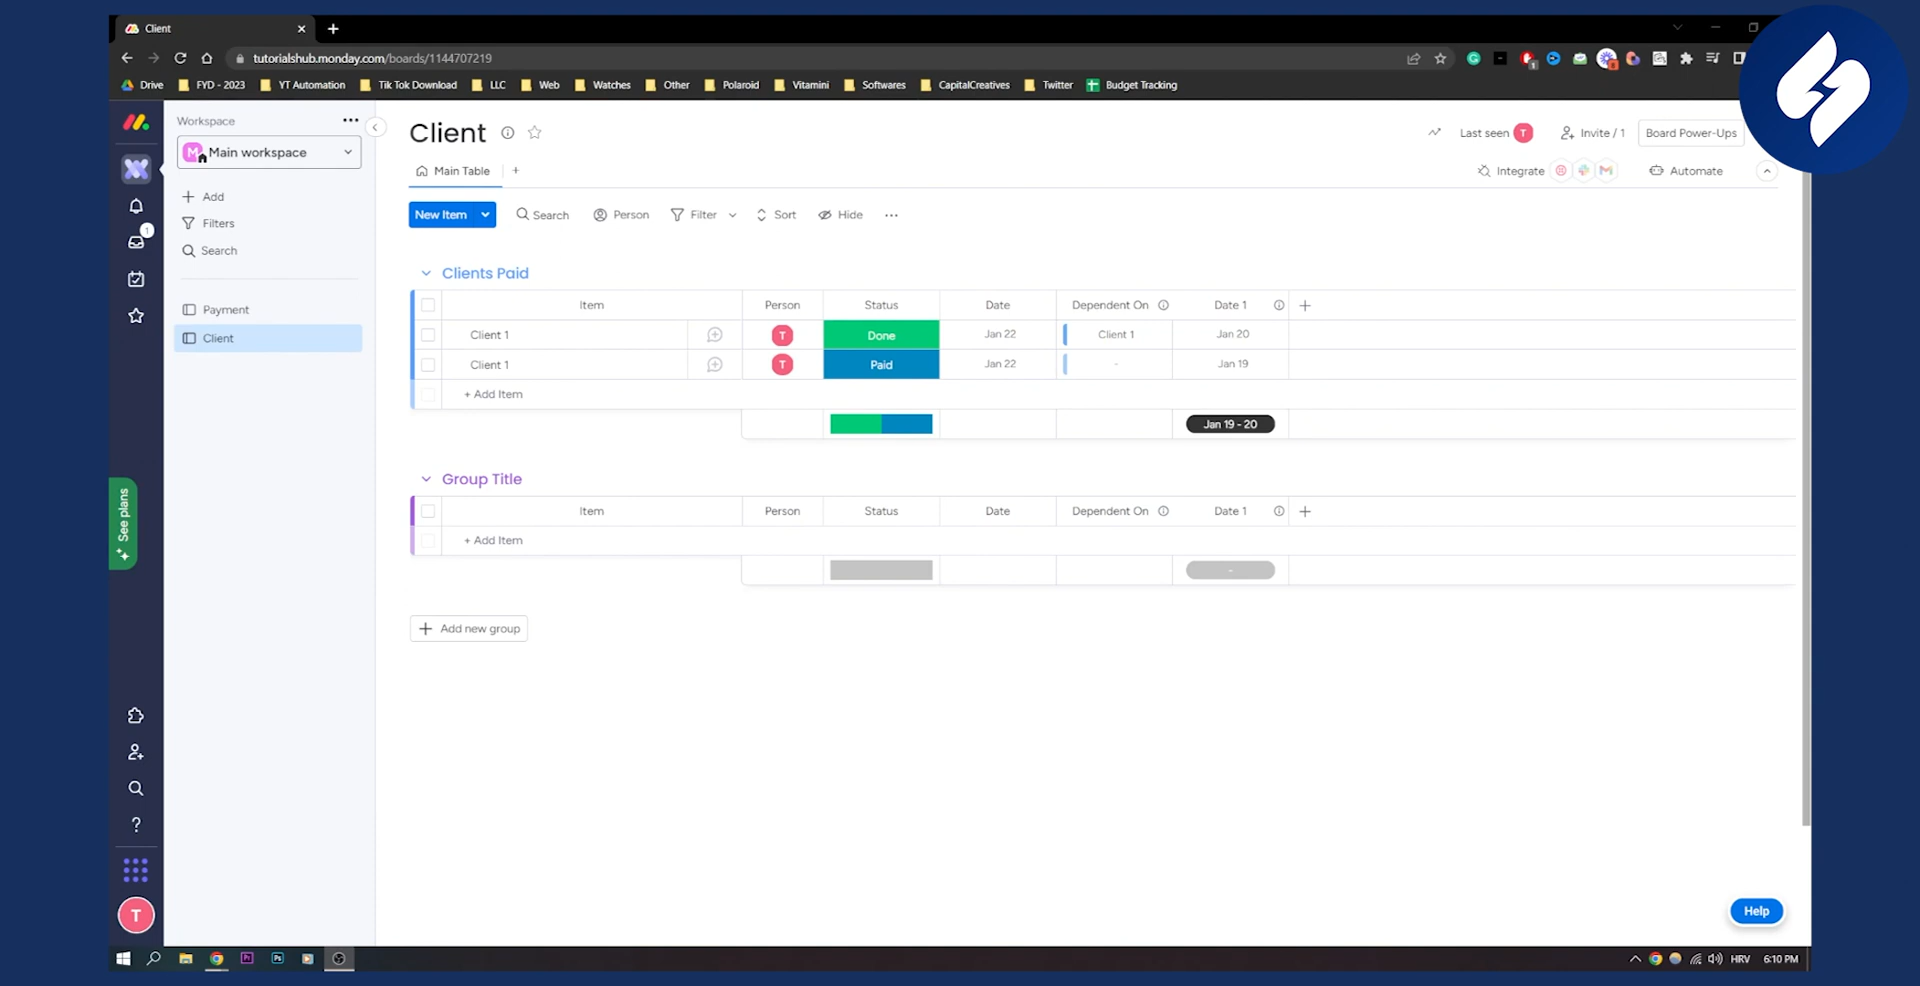 Client
tutorialshub.monday.com/boards/1144707219
Drive FYD - 2023 YT Automation Tik Tok Download LLC Web Watches Other Polaroid Vitamini Softwares CapitalCreatives Twitter Budget Tracking
Workspace
M Main workspace
Add
Filters
Search
Payment
Client
1
See plans
T
Client
Last seen T Invite / 1 Board Power-Ups
Main Table +
Integrate Automate
New Item Search Person Filter Sort Hide
Clients Paid
Item Person Status Date Dependent On Date 1
Client 1 T Done Jan 22 Client 1 Jan 20
Client 1 T Paid Jan 22 - Jan 19
+ Add Item
Jan 19 - 20
Group Title
Item Person Status Date Dependent On Date 1
+ Add Item
-
Add new group
Help
HRV 6:10 PM